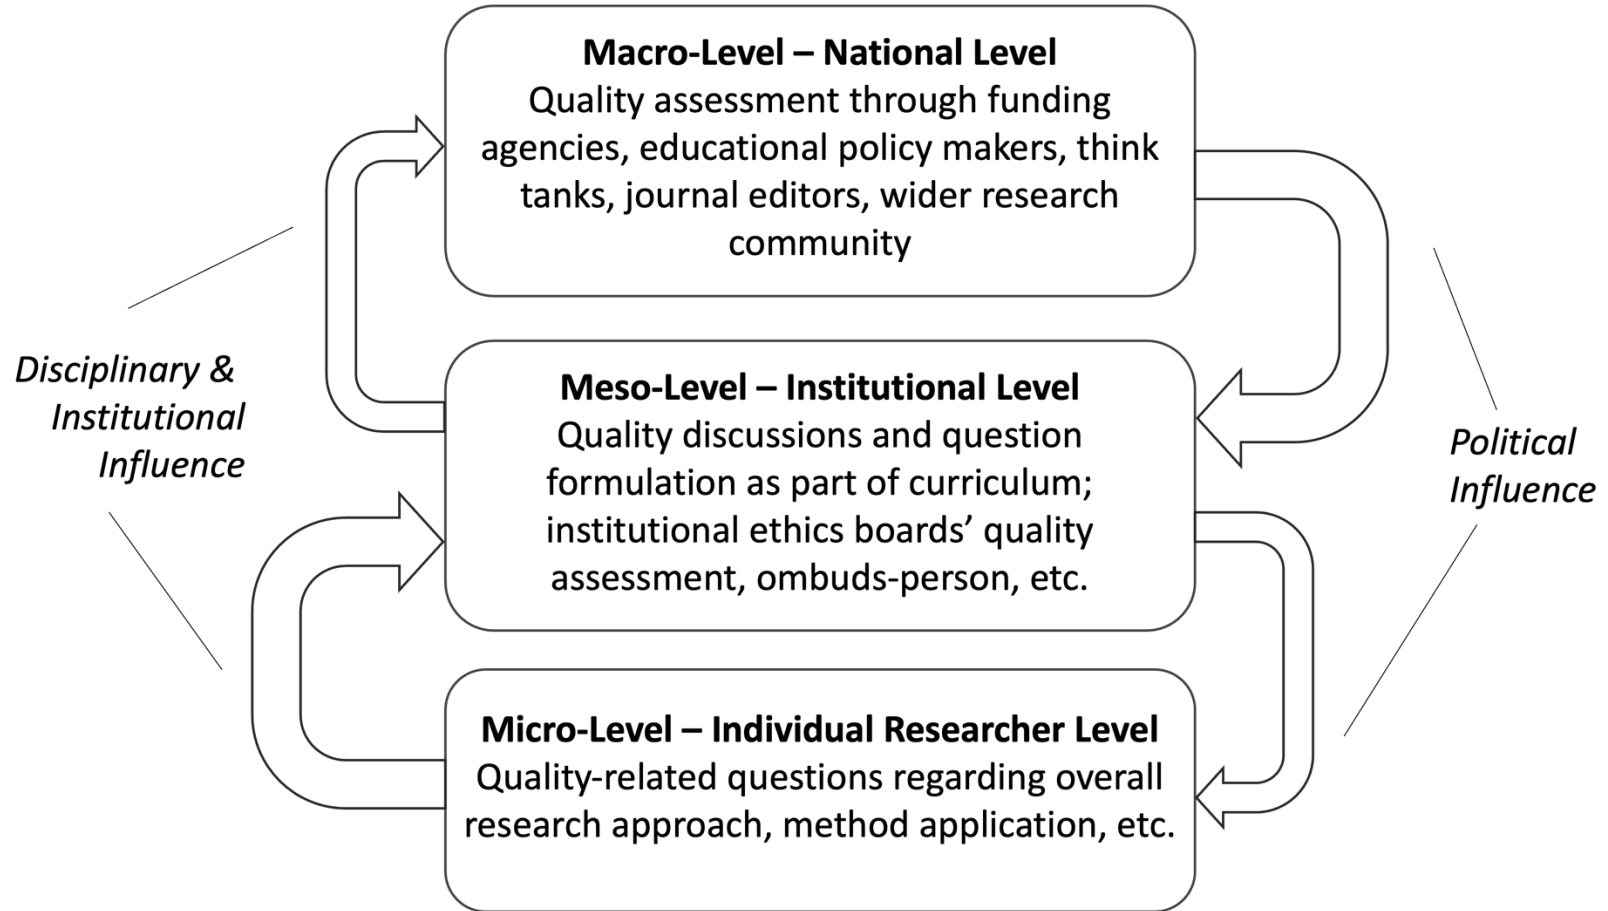 Macro-Level – National Level
Quality assessment through funding
agencies, educational policy makers, think
tanks, journal editors, wider research
community
Disciplinary &
Institutional
Influence
Meso-Level – Institutional Level
Quality discussions and question
formulation as part of curriculum;
institutional ethics boards’ quality
assessment, ombuds-person, etc.
Political
Influence
Micro-Level – Individual Researcher Level
Quality-related questions regarding overall
research approach, method application, etc.